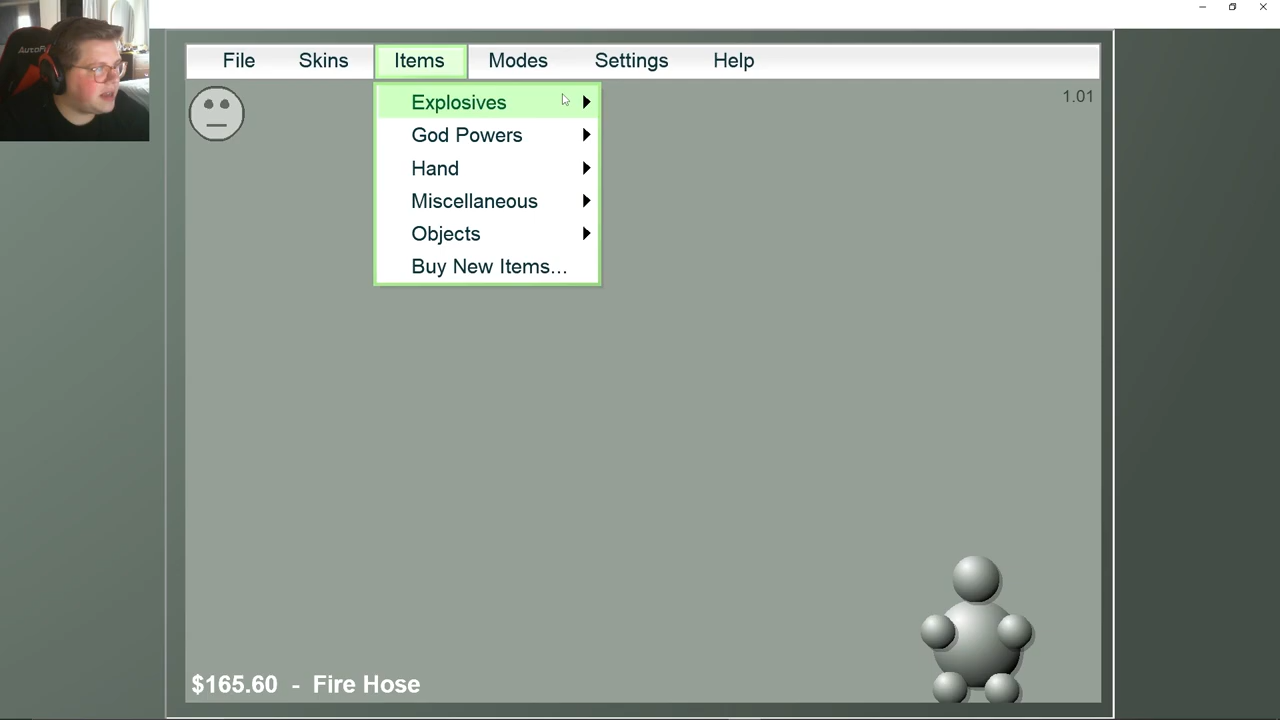 File Skins Items Modes Settings Help
1.01
Explosives
God Powers
Hand
Miscellaneous
Objects
Buy New Items...
$165.60 - Fire Hose